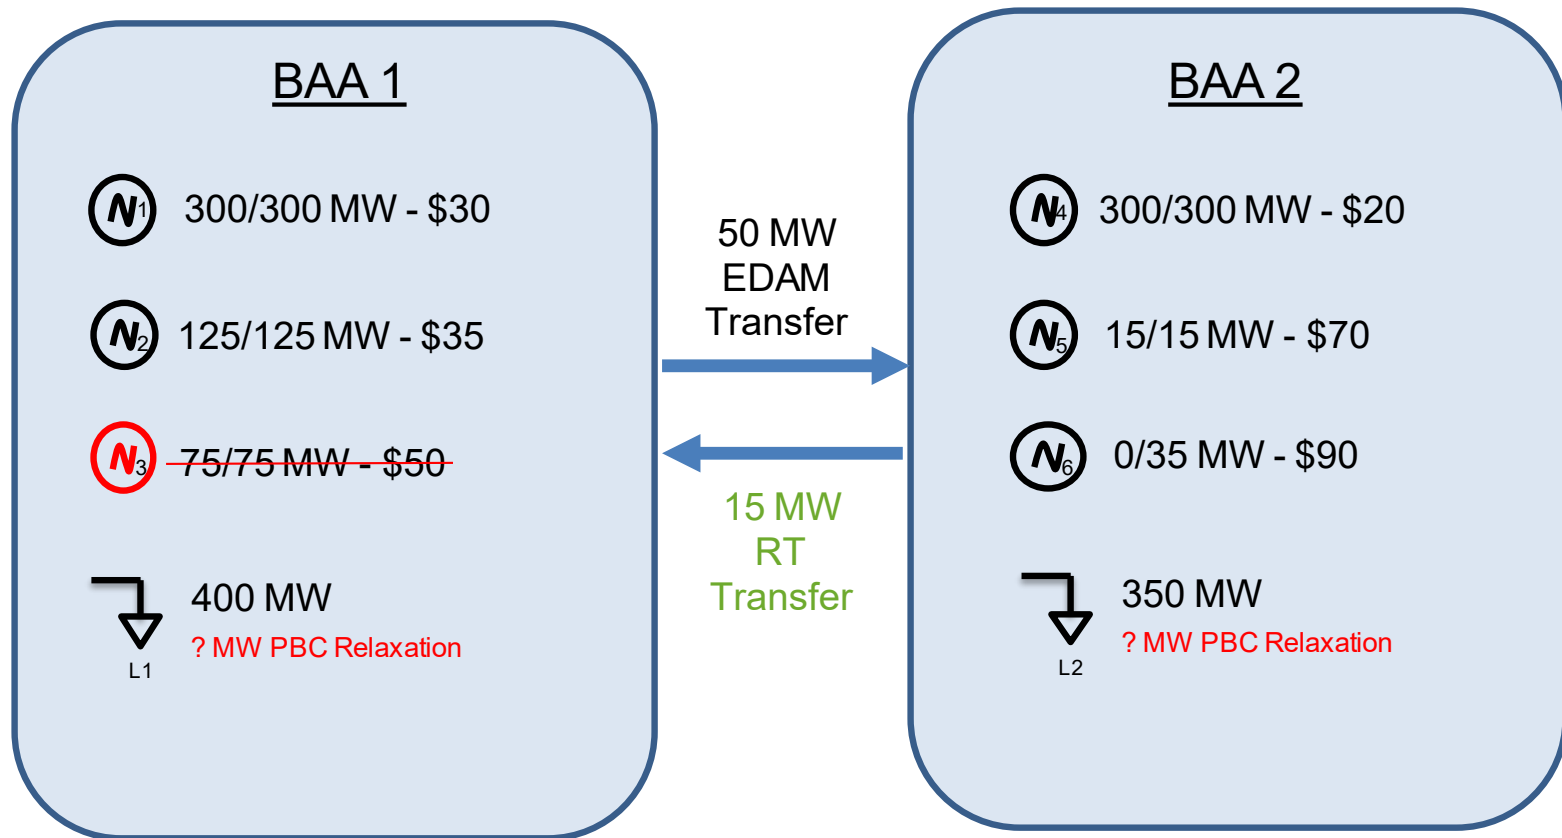 BAA 1
N1 300/300 MW - $30
N2 125/125 MW - $35
N3 75/75 MW - $50
400 MW
? MW PBC Relaxation
L1
50 MW
EDAM
Transfer
15 MW
RT
Transfer
BAA 2
N4 300/300 MW - $20
N5 15/15 MW - $70
N6 0/35 MW - $90
350 MW
? MW PBC Relaxation
L2